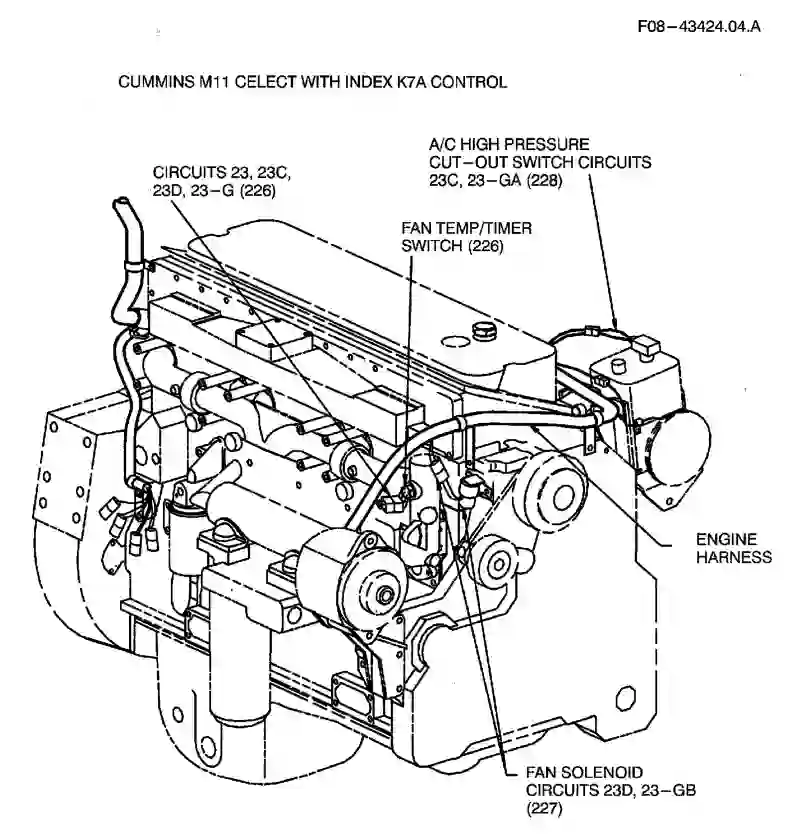 F08-43424.04.A
CUMMINS M11 CELECT WITH INDEX K7A CONTROL
A/C HIGH PRESSURE
CUT-OUT SWITCH CIRCUITS
23C, 23-GA (228)
CIRCUITS 23, 23C,
23D, 23-G (226)
FAN TEMP/TIMER
SWITCH (226)
ENGINE
HARNESS
FAN SOLENOID
CIRCUITS 23D, 23-GB
(227)